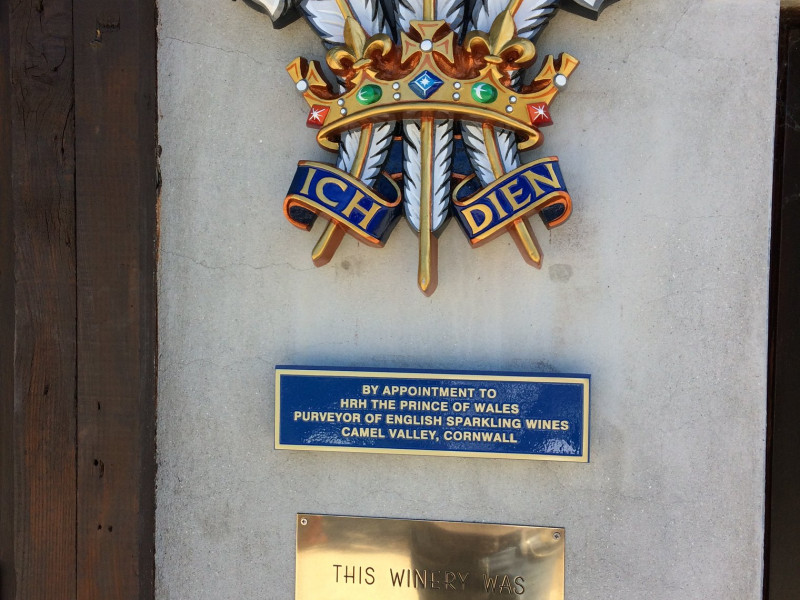 ICH DIEN
BY APPOINTMENT TO
HRH THE PRINCE OF WALES
PURVEYOR OF ENGLISH SPARKLING WINES
CAMEL VALLEY, CORNWALL
THIS WINERY WAS